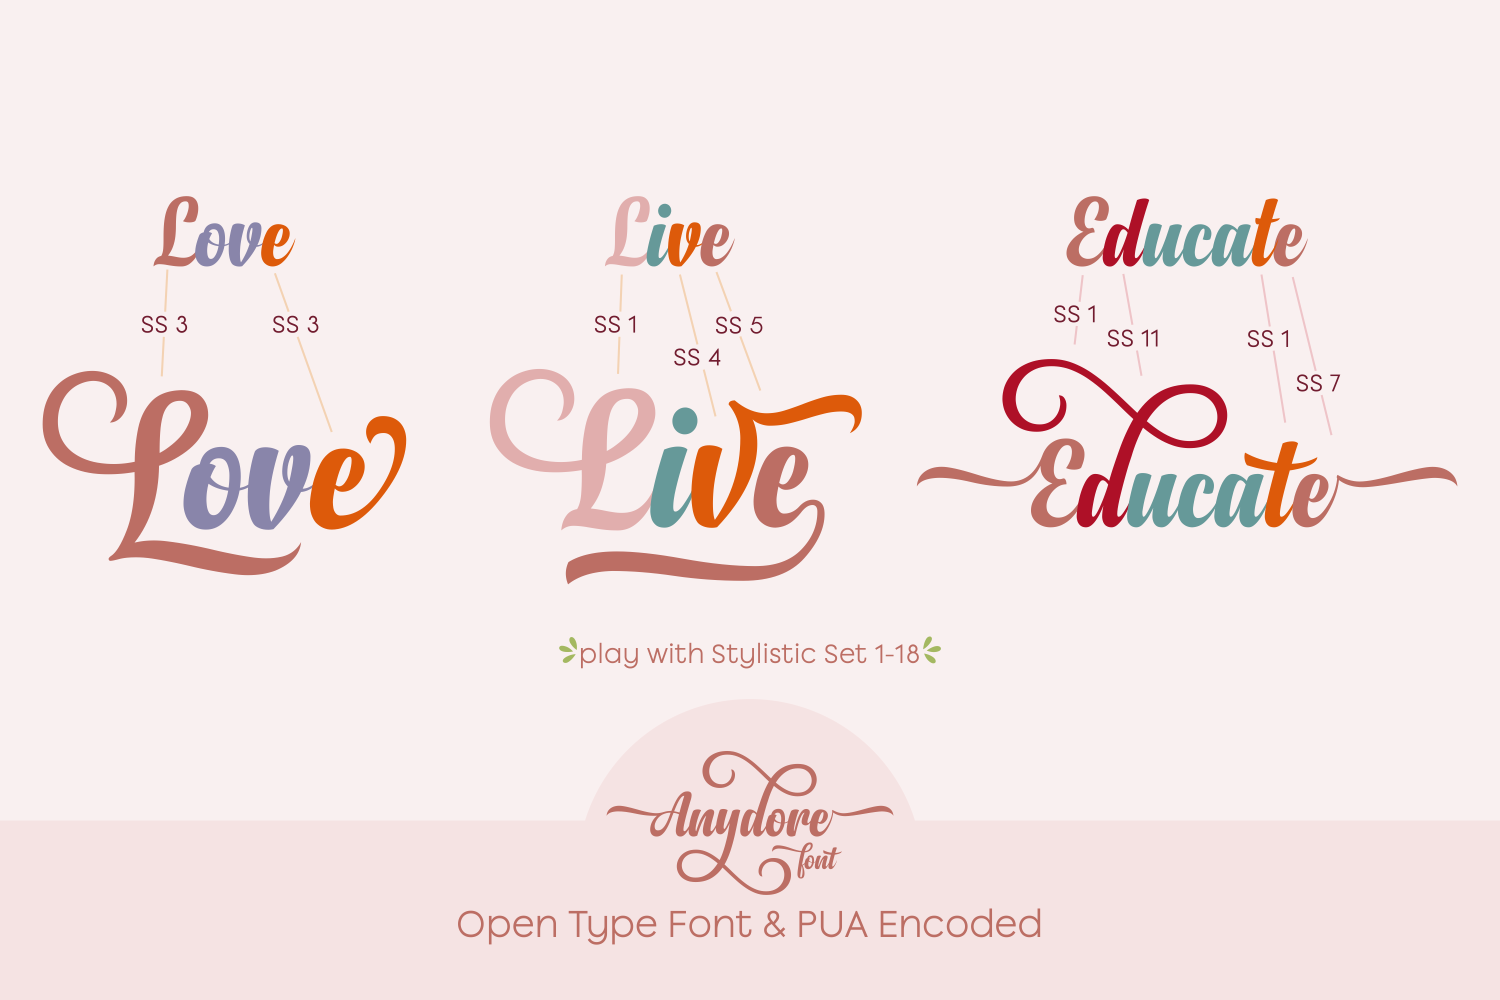 Love Live Educate
SS 3 SS 3 SS 1 SS 4 SS 5 SS 1 SS 11 SS 1 SS 7
Love Live Educate
play with Stylistic Set 1-18
Anydore
font
Open Type Font & PUA Encoded